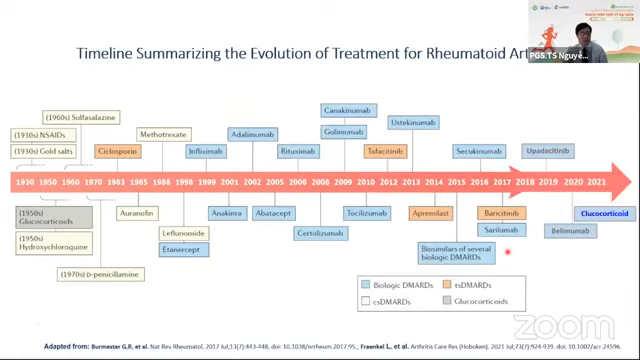 Timeline Summarizing the Evolution of Treatment for Rheumatoid Art
PGS.TS Nguye...
(1960s) Sulfasalazine
(1930s) NSAIDs
(1930s) Gold salts
Ciclosporin
Methotrexate
Infliximab
Adalimumab
Rituximab
Canakinumab
Golimomab
Tofacitinib
Ustekinumab
Secukinumab
Upadacitinib
1930 1950 1960 1970 1983 1985 1988 1998 1999 2001 2002 2005 2006 2008 2009 2010 2012 2013 2014 2015 2016 2017 2018 2019 2020 2021
(1950s)
Glucocorticoids
(1950s)
Hydroxychloroquine
(1970s) D-penicillamine
Auranofin
Leflunomide
Etanercept
Anakinra
Abatacept
Certolizumab
Tocilizumab
Apremilast
Biosimilars of several
biologic DMARDs
Baricitinib
Sarilumab
Belimumab
Clucocorticoid
Biologic DMARDs
tsDMARDs
csDMARDs
Glucocorticoids
zoom
Adapted from: Burmester G.R, et al. Nat Rev Rheumatol. 2017 Jul;13(7):443-448. doi: 10.1038/nrrheum.2017.95., Fraenkel L. et al. Arthritis Care Res (Hoboken). 2021 Jul;73(7):924-939. doi: 10.1002/acr.24596.